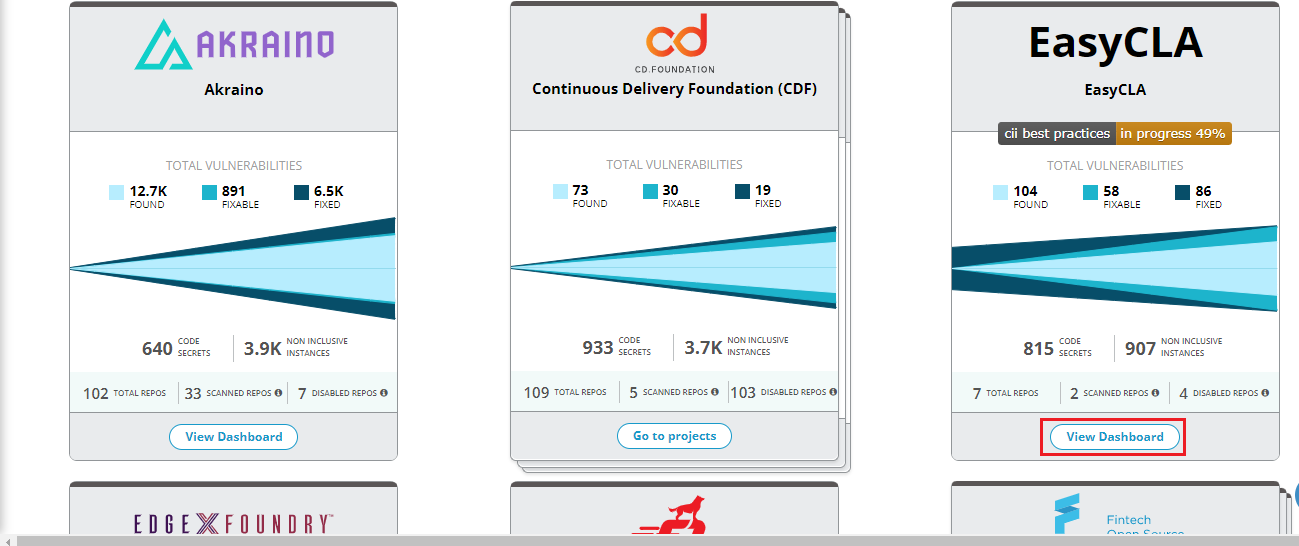 AKRAINO
Akraino
TOTAL VULNERABILITIES
12.7K FOUND
891 FIXABLE
6.5K FIXED
640 CODE SECRETS
3.9K NON INCLUSIVE INSTANCES
102 TOTAL REPOS
33 SCANNED REPOS
7 DISABLED REPOS
View Dashboard
CD.FOUNDATION
Continuous Delivery Foundation (CDF)
TOTAL VULNERABILITIES
73 FOUND
30 FIXABLE
19 FIXED
933 CODE SECRETS
3.7K NON INCLUSIVE INSTANCES
109 TOTAL REPOS
5 SCANNED REPOS
103 DISABLED REPOS
Go to projects
EasyCLA
EasyCLA
cii best practices in progress 49%
TOTAL VULNERABILITIES
104 FOUND
58 FIXABLE
86 FIXED
815 CODE SECRETS
907 NON INCLUSIVE INSTANCES
7 TOTAL REPOS
2 SCANNED REPOS
4 DISABLED REPOS
View Dashboard
EDGE X FOUNDRY™
Fintech
Open Source